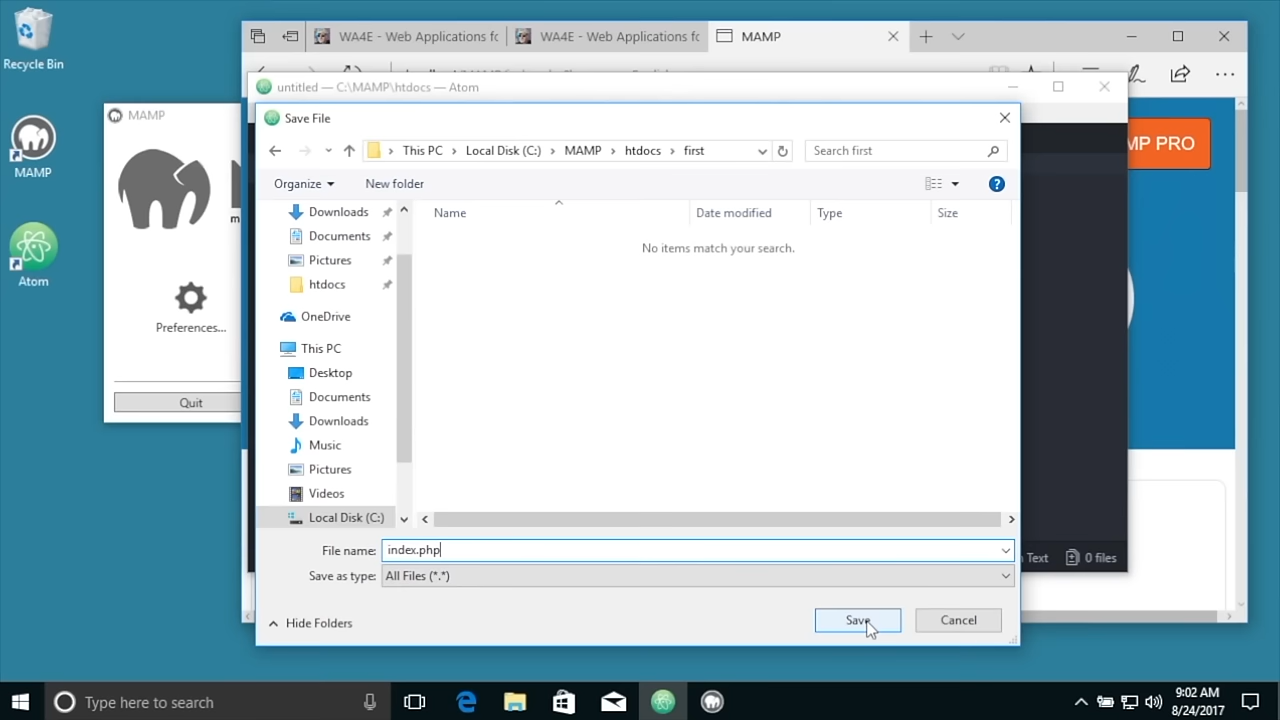 Recycle Bin
MAMP
Atom
MAMP
Preferences...
Quit
WA4E - Web Applications fo
WA4E - Web Applications fo
MAMP
untitled — C:\MAMP\htdocs — Atom
MP PRO
Save File
This PC > Local Disk (C:) > MAMP > htdocs > first
Search first
Organize
New folder
Name
Date modified
Type
Size
No items match your search.
Downloads
Documents
Pictures
htdocs
OneDrive
This PC
Desktop
Documents
Downloads
Music
Pictures
Videos
Local Disk (C:)
File name: index.php
Save as type: All Files (*.*)
Hide Folders
Save
Cancel
Text
0 files
Type here to search
9:02 AM
8/24/2017